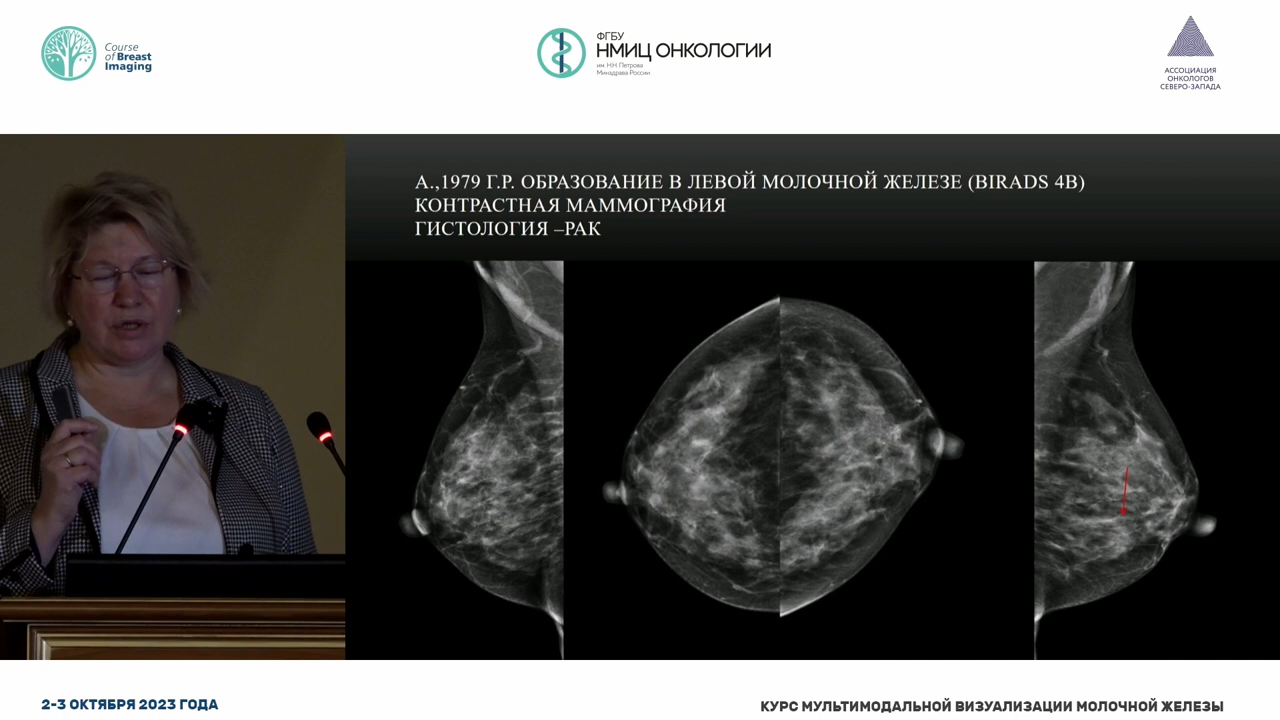 Course
of Breast
Imaging
ФГБУ
НМИЦ ОНКОЛОГИИ
им. Н.Н. Петрова
Минздрава России
АССОЦИАЦИЯ
ОНКОЛОГОВ
СЕВЕРО-ЗАПАДА
А.,1979 Г.Р. ОБРАЗОВАНИЕ В ЛЕВОЙ МОЛОЧНОЙ ЖЕЛЕЗЕ (BIRADS 4B)
КОНТРАСТНАЯ МАММОГРАФИЯ
ГИСТОЛОГИЯ –РАК
2-3 ОКТЯБРЯ 2023 ГОДА
КУРС МУЛЬТИМОДАЛЬНОЙ ВИЗУАЛИЗАЦИИ МОЛОЧНОЙ ЖЕЛЕЗЫ